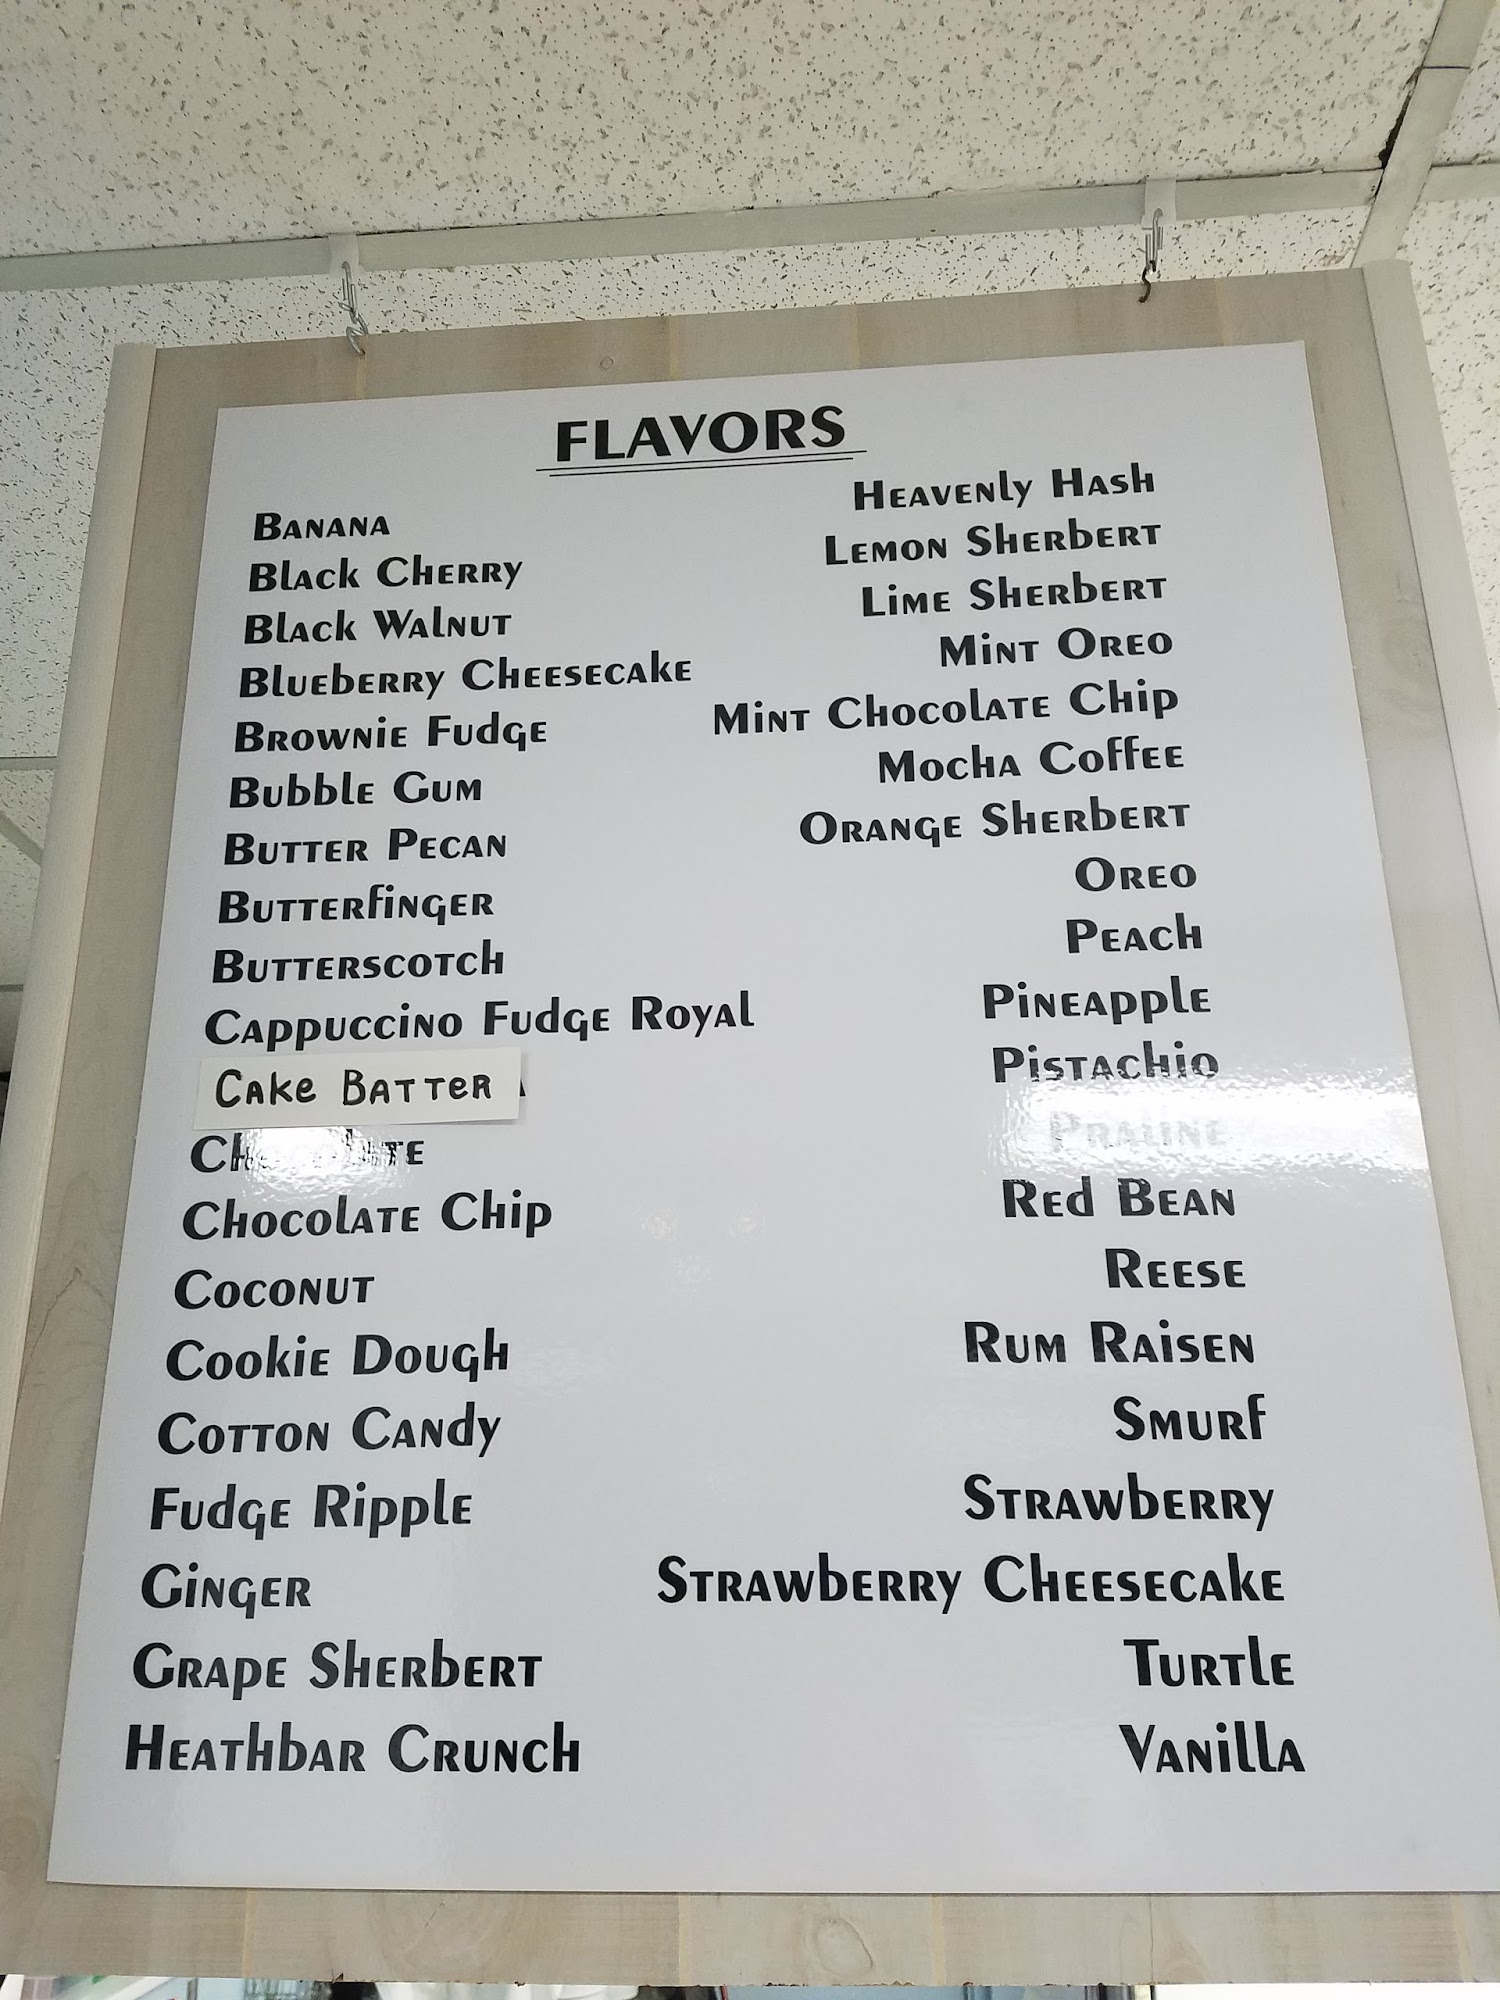 FLAVORS
Banana
Black Cherry
Black Walnut
Blueberry Cheesecake
Brownie Fudge
Bubble Gum
Butter Pecan
Butterfinger
Butterscotch
Cappuccino Fudge Royal
Cake Batter
Chocolate
Chocolate Chip
Coconut
Cookie Dough
Cotton Candy
Fudge Ripple
Ginger
Grape Sherbert
Heathbar Crunch
Heavenly Hash
Lemon Sherbert
Lime Sherbert
Mint Oreo
Mint Chocolate Chip
Mocha Coffee
Orange Sherbert
Oreo
Peach
Pineapple
Pistachio
Praline
Red Bean
Reese
Rum Raisen
Smurf
Strawberry
Strawberry Cheesecake
Turtle
Vanilla